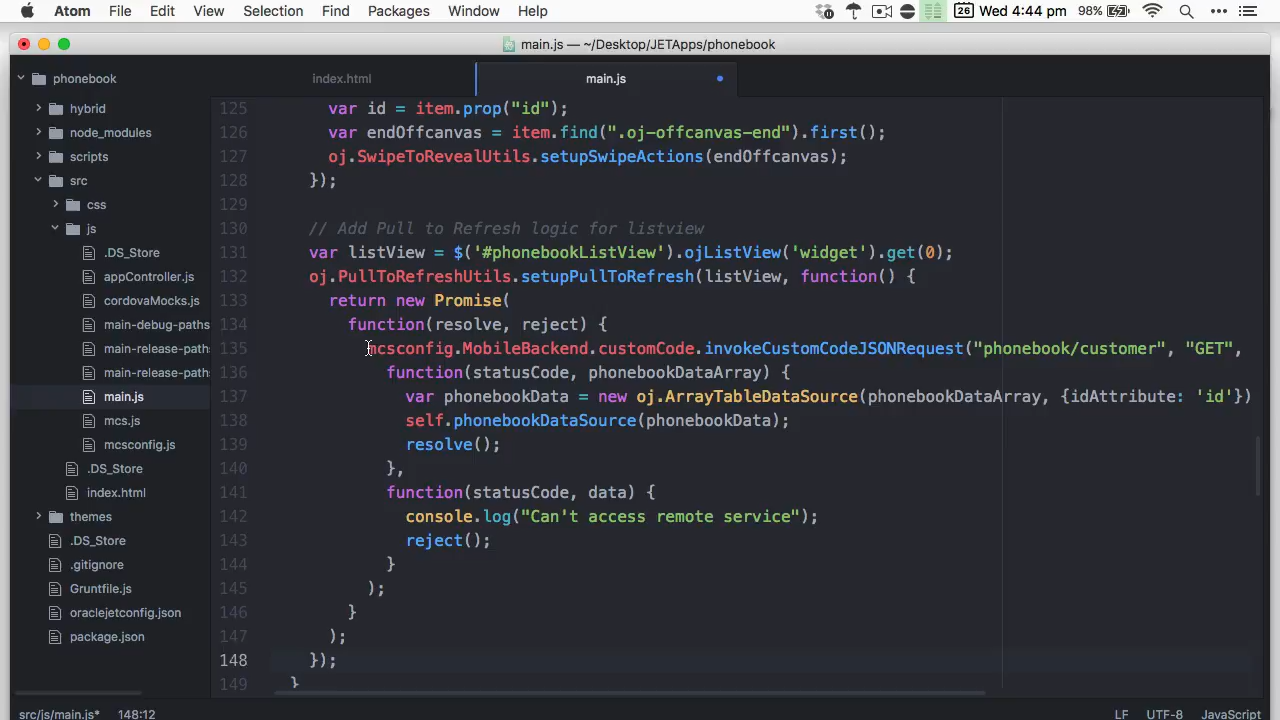 Atom File Edit View Selection Find Packages Window Help 26 Wed 4:44 pm 98%
main.js — ~/Desktop/JETApps/phonebook
phonebook
hybrid
node_modules
scripts
src
css
js
.DS_Store
appController.js
cordovaMocks.js
main-debug-paths
main-release-paths
main-release-paths
main.js
mcs.js
mcsconfig.js
.DS_Store
index.html
themes
.DS_Store
.gitignore
Gruntfile.js
oraclejetconfig.json
package.json
index.html main.js
125 var id = item.prop("id");
126 var endOffcanvas = item.find(".oj-offcanvas-end").first();
127 oj.SwipeToRevealUtils.setupSwipeActions(endOffcanvas);
128 });
129
130 // Add Pull to Refresh logic for listview
131 var listView = $('#phonebookListView').ojListView('widget').get(0);
132 oj.PullToRefreshUtils.setupPullToRefresh(listView, function() {
133 return new Promise(
134 function(resolve, reject) {
135 mcsconfig.MobileBackend.customCode.invokeCustomCodeJSONRequest("phonebook/customer", "GET",
136 function(statusCode, phonebookDataArray) {
137 var phonebookData = new oj.ArrayTableDataSource(phonebookDataArray, {idAttribute: 'id'})
138 self.phonebookDataSource(phonebookData);
139 resolve();
140 },
141 function(statusCode, data) {
142 console.log("Can't access remote service");
143 reject();
144 }
145 );
146 }
147 );
148 });
149 }
src/js/main.js* 148:12 LF UTF-8 JavaScript